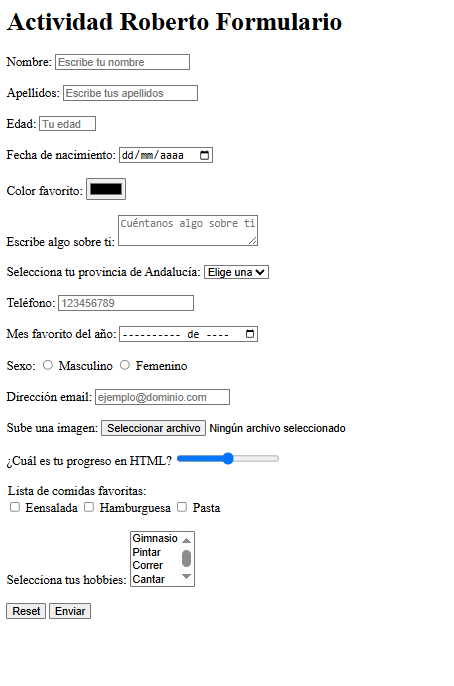 Actividad Roberto Formulario
Nombre: Escribe tu nombre
Apellidos: Escribe tus apellidos
Edad: Tu edad
Fecha de nacimiento: dd/mm/aaaa
Color favorito:
Escribe algo sobre ti: Cuéntanos algo sobre ti
Selecciona tu provincia de Andalucía: Elige una
Teléfono: 123456789
Mes favorito del año: ---------- de ----
Sexo: Masculino Femenino
Dirección email: ejemplo@dominio.com
Sube una imagen: Seleccionar archivo Ningún archivo seleccionado
¿Cuál es tu progreso en HTML?
Lista de comidas favoritas:
Eensalada Hamburguesa Pasta
Selecciona tus hobbies: Gimnasio
Pintar
Correr
Cantar
Reset Enviar